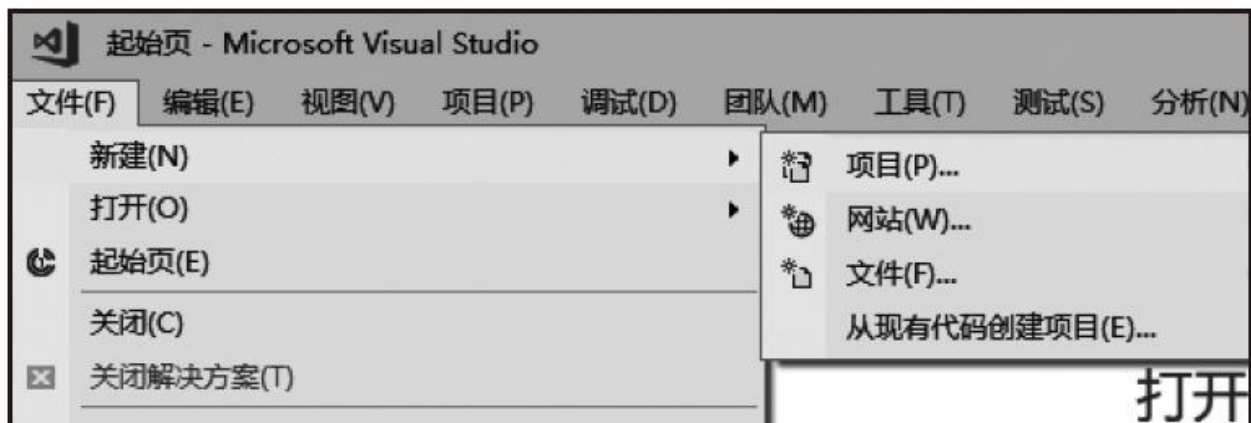 起始页 - Microsoft Visual Studio
文件(F) 编辑(E) 视图(V) 项目(P) 调试(D) 团队(M) 工具(T) 测试(S) 分析(N)
新建(N)
打开(O)
起始页(E)
关闭(C)
关闭解决方案(T)
项目(P)...
网站(W)...
文件(F)...
从现有代码创建项目(E)...
打开